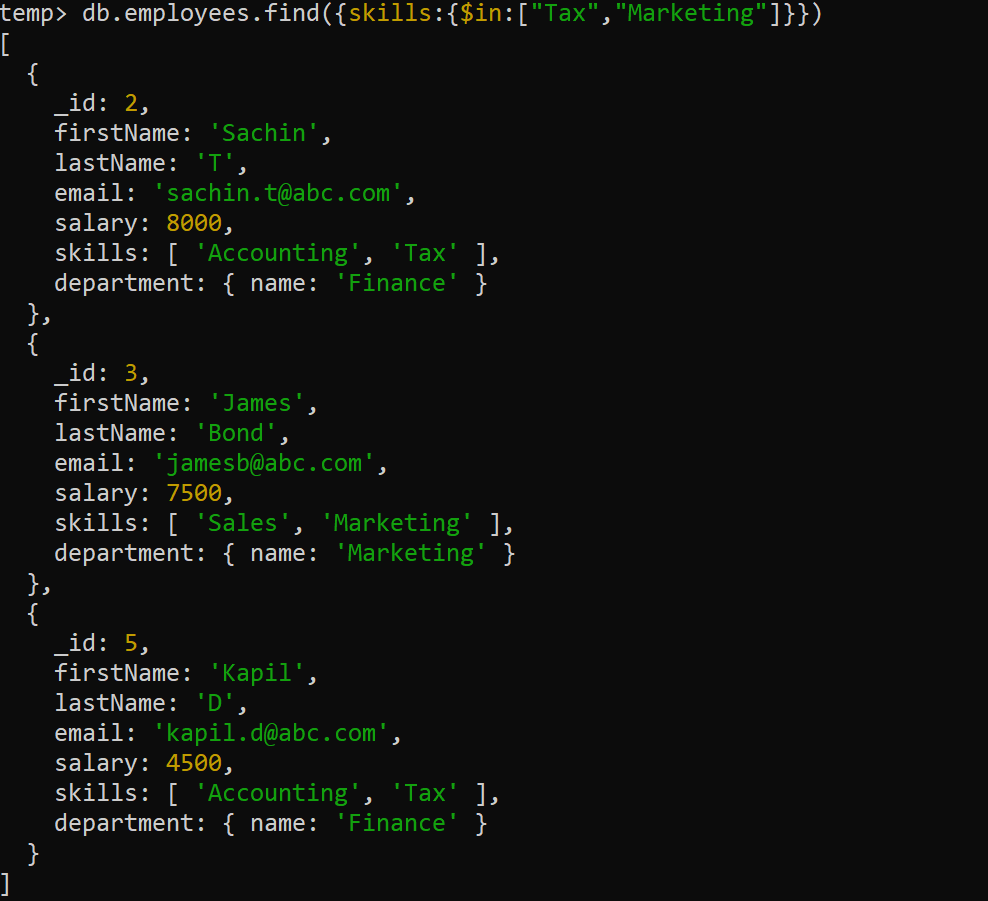 temp> db.employees.find({skills:{$in:["Tax","Marketing"]}})
[
  {
    _id: 2,
    firstName: 'Sachin',
    lastName: 'T',
    email: 'sachin.t@abc.com',
    salary: 8000,
    skills: [ 'Accounting', 'Tax' ],
    department: { name: 'Finance' }
  },
  {
    _id: 3,
    firstName: 'James',
    lastName: 'Bond',
    email: 'jamesb@abc.com',
    salary: 7500,
    skills: [ 'Sales', 'Marketing' ],
    department: { name: 'Marketing' }
  },
  {
    _id: 5,
    firstName: 'Kapil',
    lastName: 'D',
    email: 'kapil.d@abc.com',
    salary: 4500,
    skills: [ 'Accounting', 'Tax' ],
    department: { name: 'Finance' }
  }
]